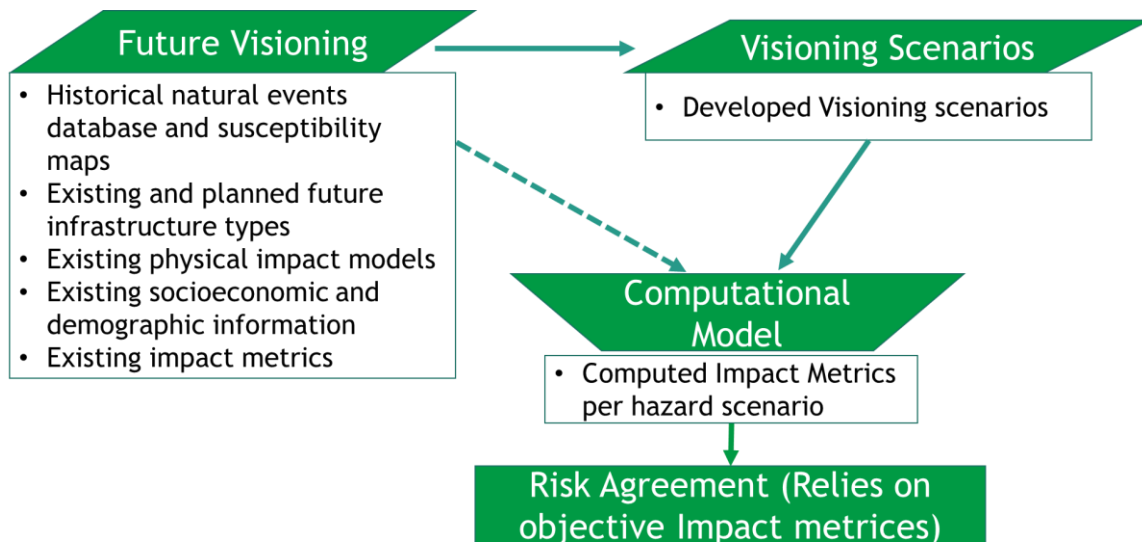 Future Visioning
• Historical natural events
database and susceptibility
maps
• Existing and planned future
infrastructure types
• Existing physical impact models
• Existing socioeconomic and
demographic information
• Existing impact metrics
Visioning Scenarios
• Developed Visioning scenarios
Computational
Model
• Computed Impact Metrics
per hazard scenario
Risk Agreement (Relies on
objective Impact metrices)